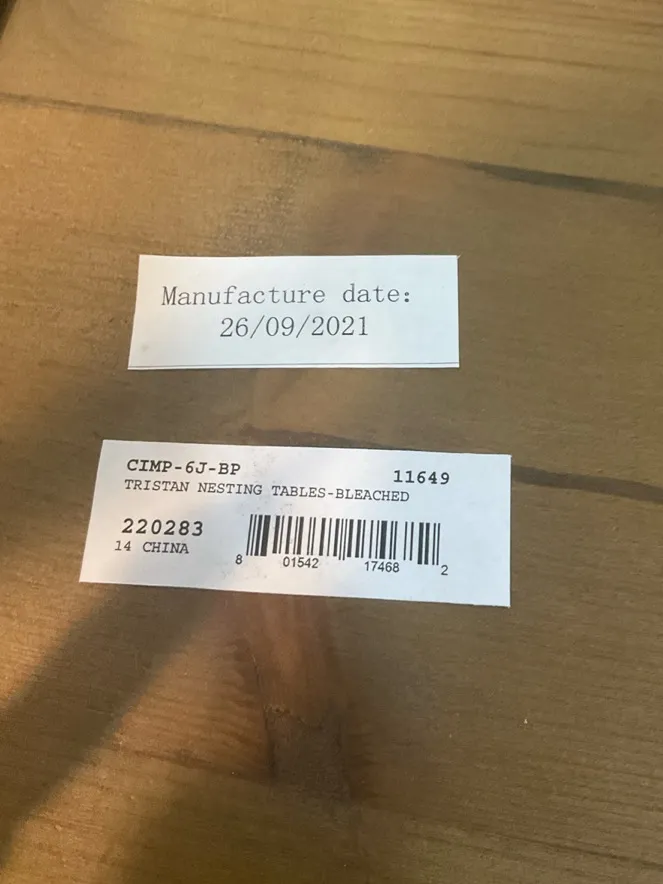 Manufacture date:
26/09/2021
CIMP-6J-BP 11649
TRISTAN NESTING TABLES-BLEACHED
220283
14 CHINA
8 01542 17468 2